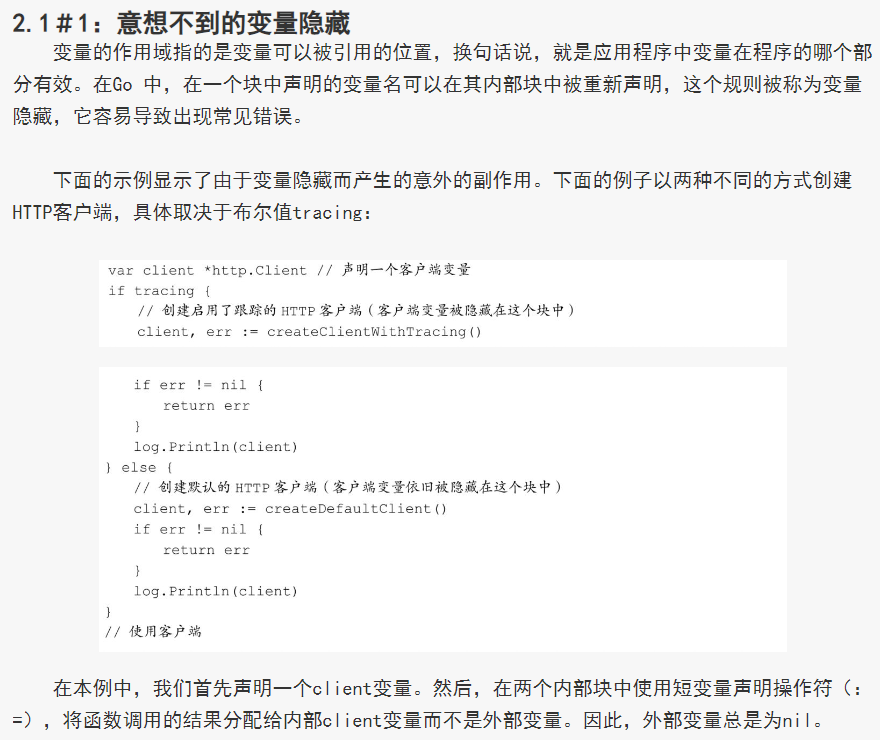 2.1＃1：意想不到的变量隐藏
变量的作用域指的是变量可以被引用的位置，换句话说，就是应用程序中变量在程序的哪个部
分有效。在Go 中，在一个块中声明的变量名可以在其内部块中被重新声明，这个规则被称为变量
隐藏，它容易导致出现常见错误。
下面的示例显示了由于变量隐藏而产生的意外的副作用。下面的例子以两种不同的方式创建
HTTP客户端，具体取决于布尔值tracing：
var client *http.Client // 声明一个客户端变量
if tracing {
// 创建启用了跟踪的 HTTP 客户端（客户端变量被隐藏在这个块中）
client, err := createClientWithTracing()
if err != nil {
return err
}
log.Println(client)
} else {
// 创建默认的 HTTP 客户端（客户端变量依旧被隐藏在这个块中）
client, err := createDefaultClient()
if err != nil {
return err
}
log.Println(client)
}
// 使用客户端
在本例中，我们首先声明一个client变量。然后，在两个内部块中使用短变量声明操作符（：
=），将函数调用的结果分配给内部client变量而不是外部变量。因此，外部变量总是为nil。